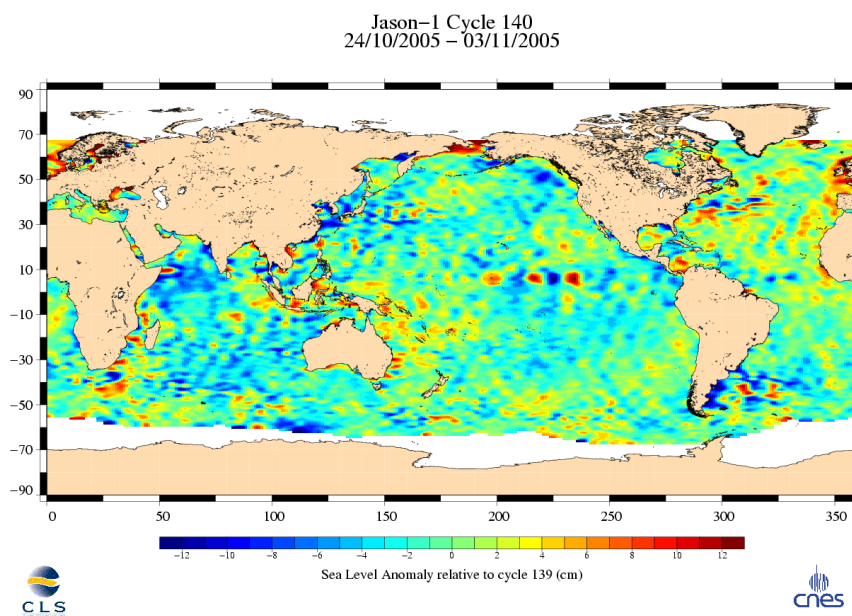 Jason−1 Cycle 140
24/10/2005 − 03/11/2005
90
70
50
30
10
−10
−30
−50
−70
−90
0 50 100 150 200 250 300 350
−12 −10 −8 −6 −4 −2 0 2 4 6 8 10 12
Sea Level Anomaly relative to cycle 139 (cm)
CLS
cnes